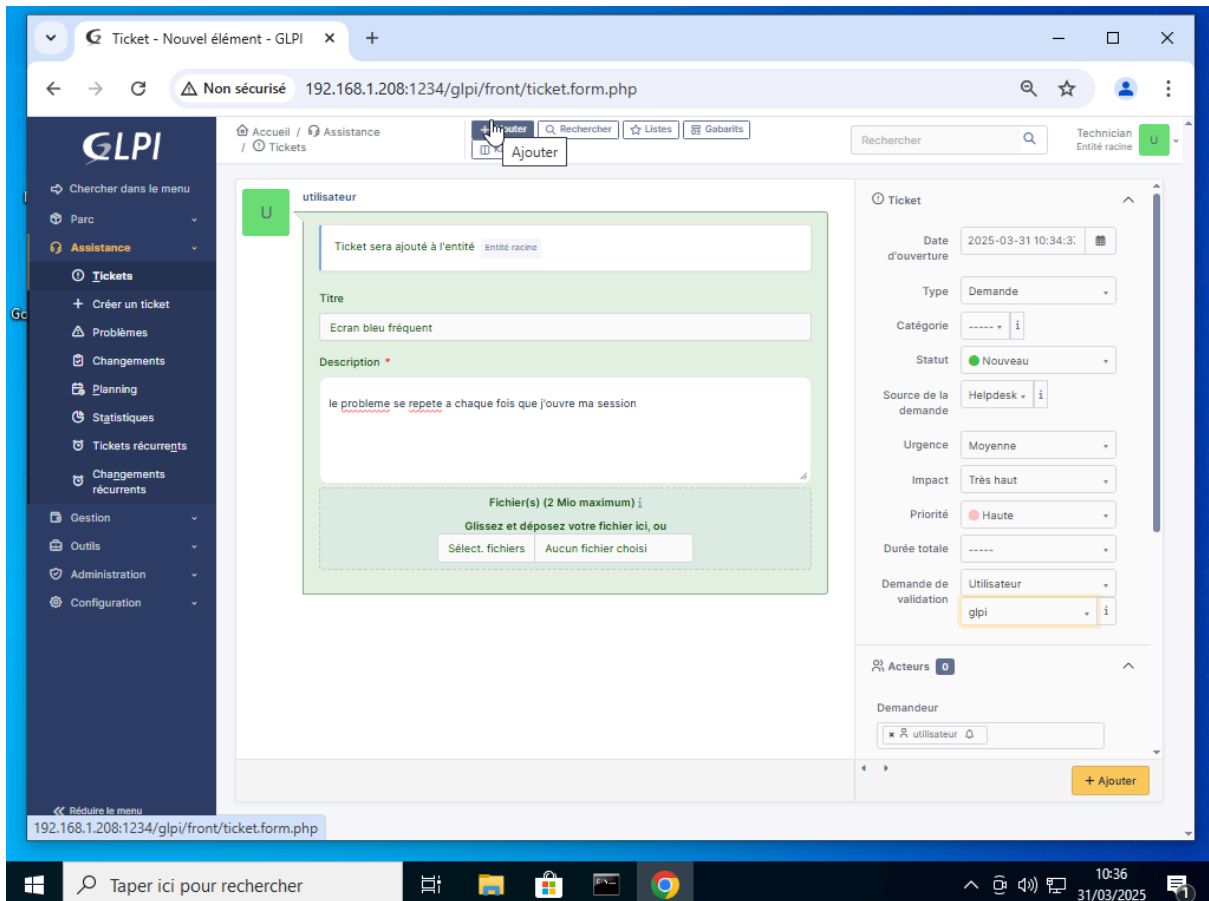 Ticket - Nouvel élément - GLPI
Non sécurisé 192.168.1.208:1234/glpi/front/ticket.form.php
GLPI
Accueil / Assistance
/ Tickets
Rechercher
Listes
Gabarits
Ajouter
Rechercher
Technician
Entité racine
U
Chercher dans le menu
Parc
Assistance
Tickets
+ Créer un ticket
Problèmes
Changements
Planning
Statistiques
Tickets récurrents
Changements
récurrents
Gestion
Outils
Administration
Configuration
Réduire le menu
U
utilisateur
Ticket sera ajouté à l'entité Entité racine
Titre
Ecran bleu fréquent
Description *
le probleme se repete a chaque fois que j'ouvre ma session
Fichier(s) (2 Mio maximum) i
Glissez et déposez votre fichier ici, ou
Sélect. fichiers Aucun fichier choisi
Ticket
Date
d'ouverture
2025-03-31 10:34:3
Type Demande
Catégorie ----- i
Statut Nouveau
Source de la
demande
Helpdesk i
Urgence Moyenne
Impact Très haut
Priorité Haute
Durée totale -----
Demande de
validation
Utilisateur
glpi i
Acteurs 0
Demandeur
× utilisateur
+ Ajouter
192.168.1.208:1234/glpi/front/ticket.form.php
Taper ici pour rechercher
10:36
31/03/2025
1